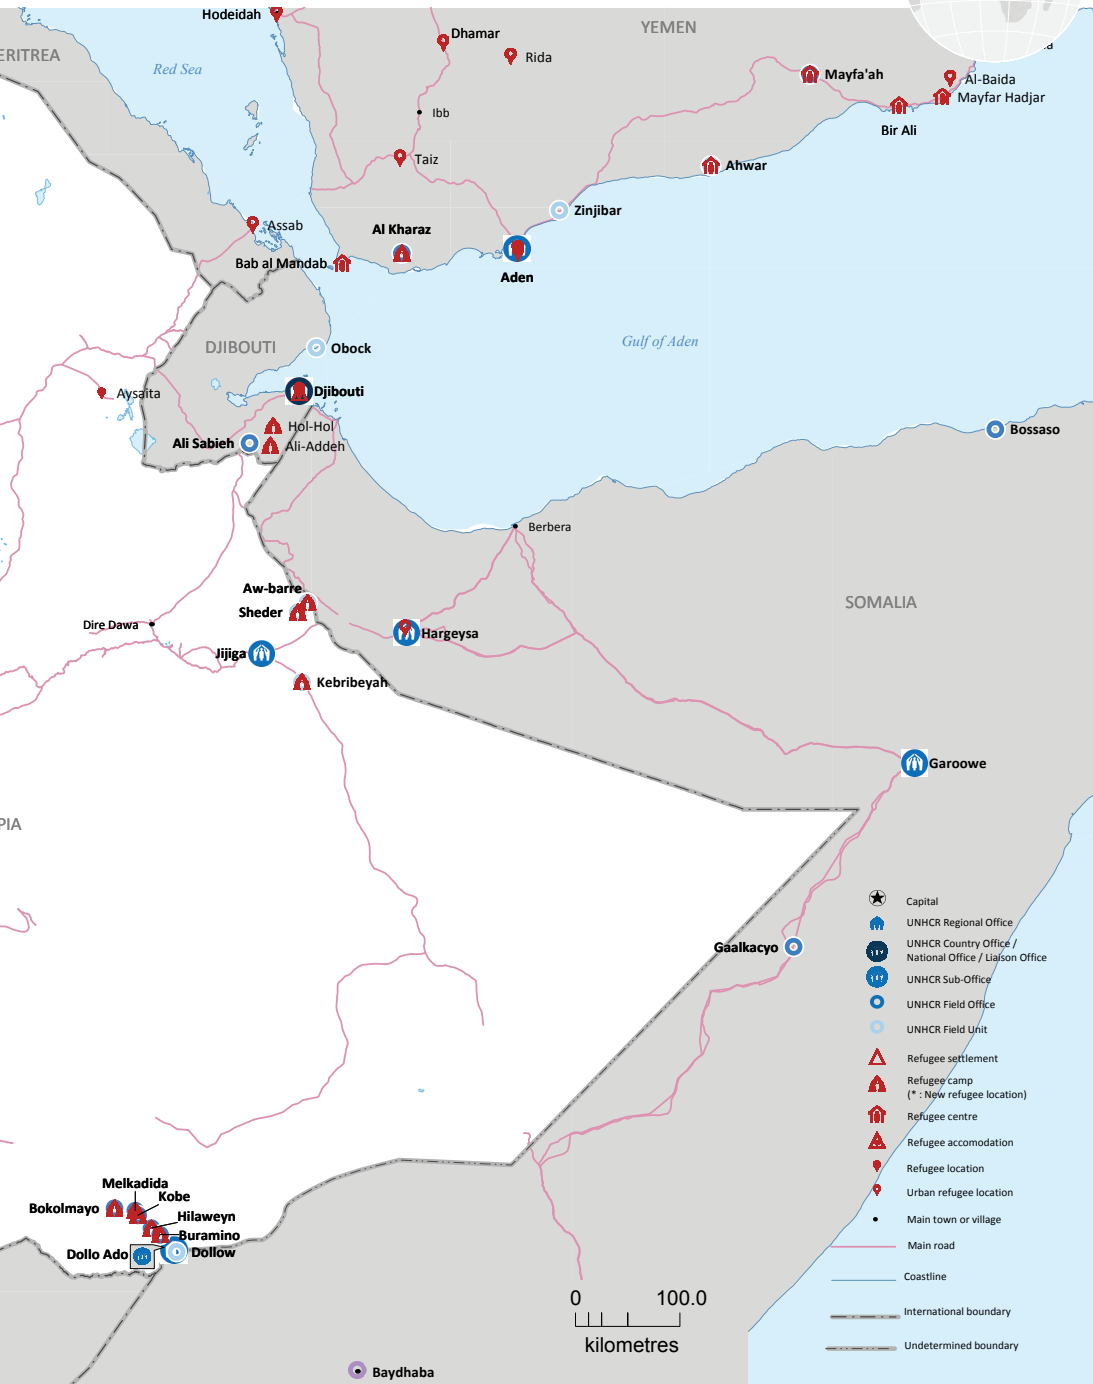 Hodeidah
Dhamar
YEMEN
ERITREA
Red Sea
Rida
Mayfa'ah
Al-Baida
Mayfar Hadjar
Ibb
Bir Ali
Taiz
Ahwar
Zinjibar
Assab
Al Kharaz
Bab al Mandab
Aden
DJIBOUTI
Obock
Gulf of Aden
Djibouti
Aysaita
Hol-Hol
Ali Sabieh
Ali-Addeh
Bossaso
Berbera
Aw-barre
Sheder
SOMALIA
Dire Dawa
Hargeysa
Jijiga
Kebribeyah
Garoowe
PIA
Gaalkacyo
Capital
UNHCR Regional Office
UNHCR Country Office /
National Office / Liaison Office
UNHCR Sub-Office
UNHCR Field Office
UNHCR Field Unit
Refugee settlement
Refugee camp
(* : New refugee location)
Refugee centre
Refugee accomodation
Refugee location
Urban refugee location
Main town or village
Main road
Coastline
International boundary
Undetermined boundary
Melkadida
Kobe
Bokolmayo
Hilaweyn
Buramino
Dollo Ado
Dollow
0 100.0
kilometres
Baydhaba